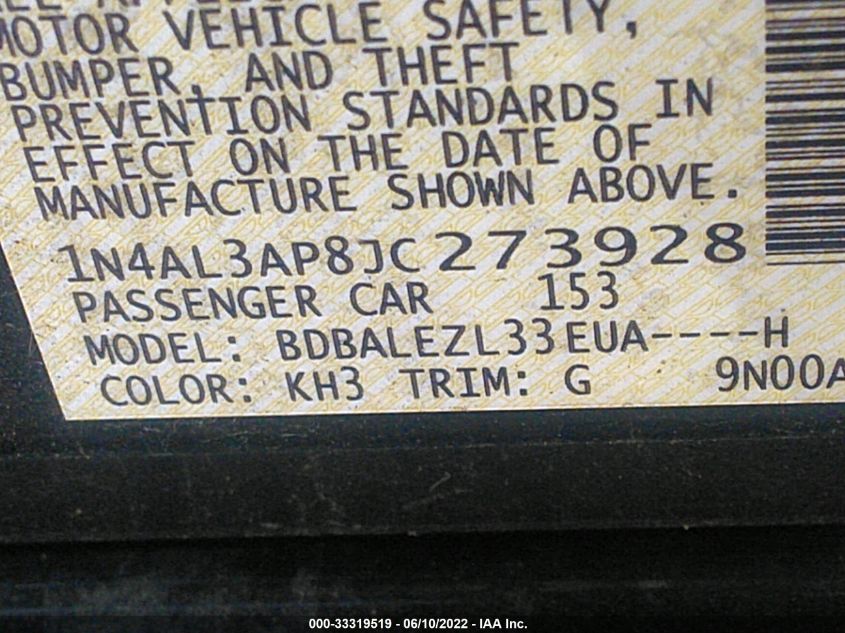 MOTOR VEHICLE SAFETY,
BUMPER, AND THEFT
PREVENTION STANDARDS IN
EFFECT ON THE DATE OF
MANUFACTURE SHOWN ABOVE.
1N4AL3AP8JC273928
PASSENGER CAR 153
MODEL: BDBALEZL33EUA----H
COLOR: KH3 TRIM: G 9N00A
000-33319519 - 06/10/2022 - IAA Inc.